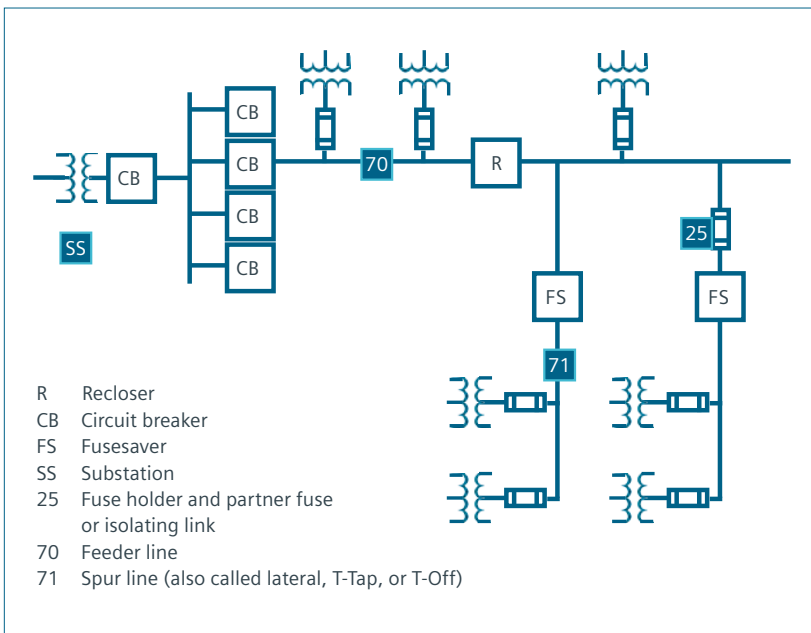 CB
CB
CB
R
70
CB
SS
25
CB
FS
FS
71
R Recloser
CB Circuit breaker
FS Fusesaver
SS Substation
25 Fuse holder and partner fuse
or isolating link
70 Feeder line
71 Spur line (also called lateral, T-Tap, or T-Off)